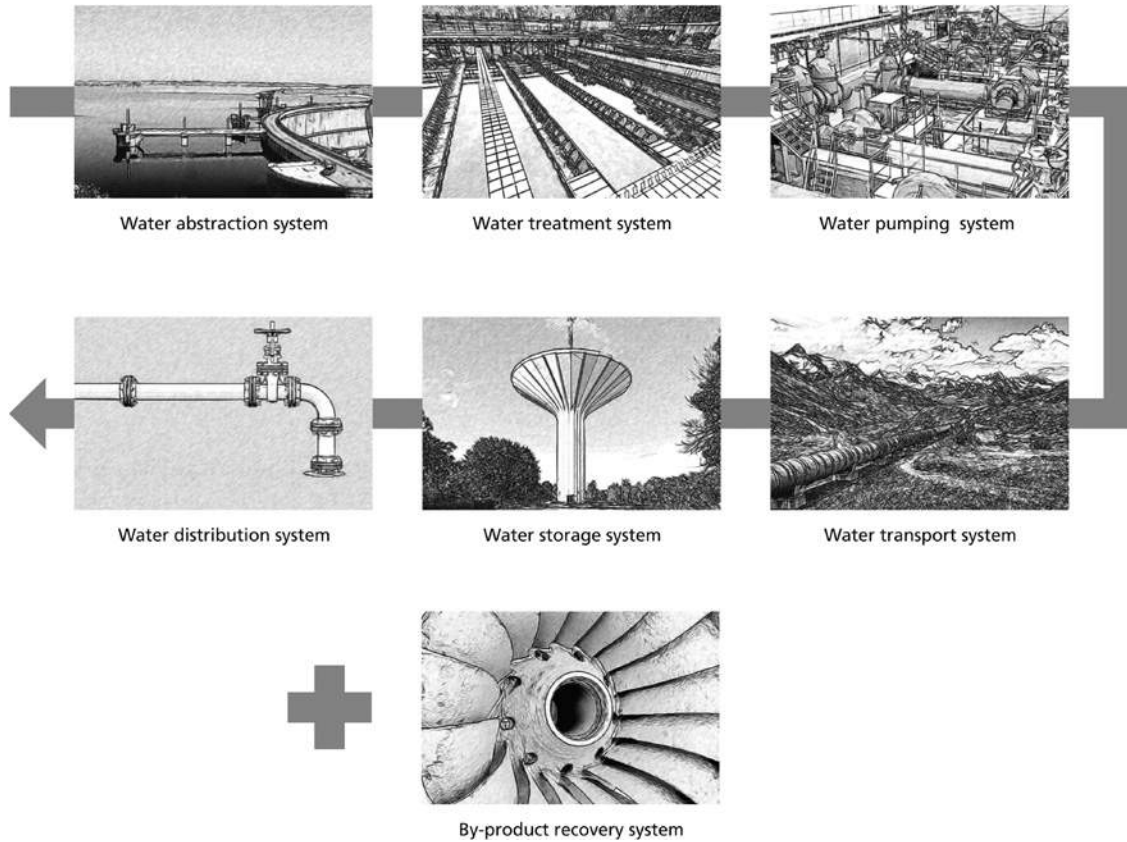 Water abstraction system
Water treatment system
Water pumping system
Water distribution system
Water storage system
Water transport system
By-product recovery system